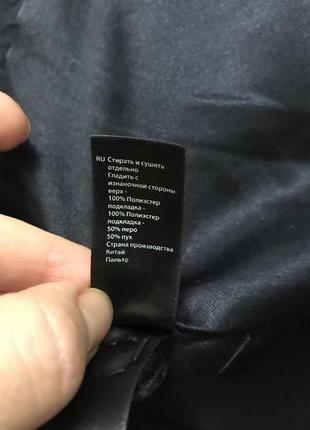 RU Стирать и сушить
отдельно
Гладить с
изнаночной стороны
верх -
100% Полиэстер
подкладка -
100% Полиэстер
подкладка -
50% перо
50% пух
Страна производства
Китай
Пальто